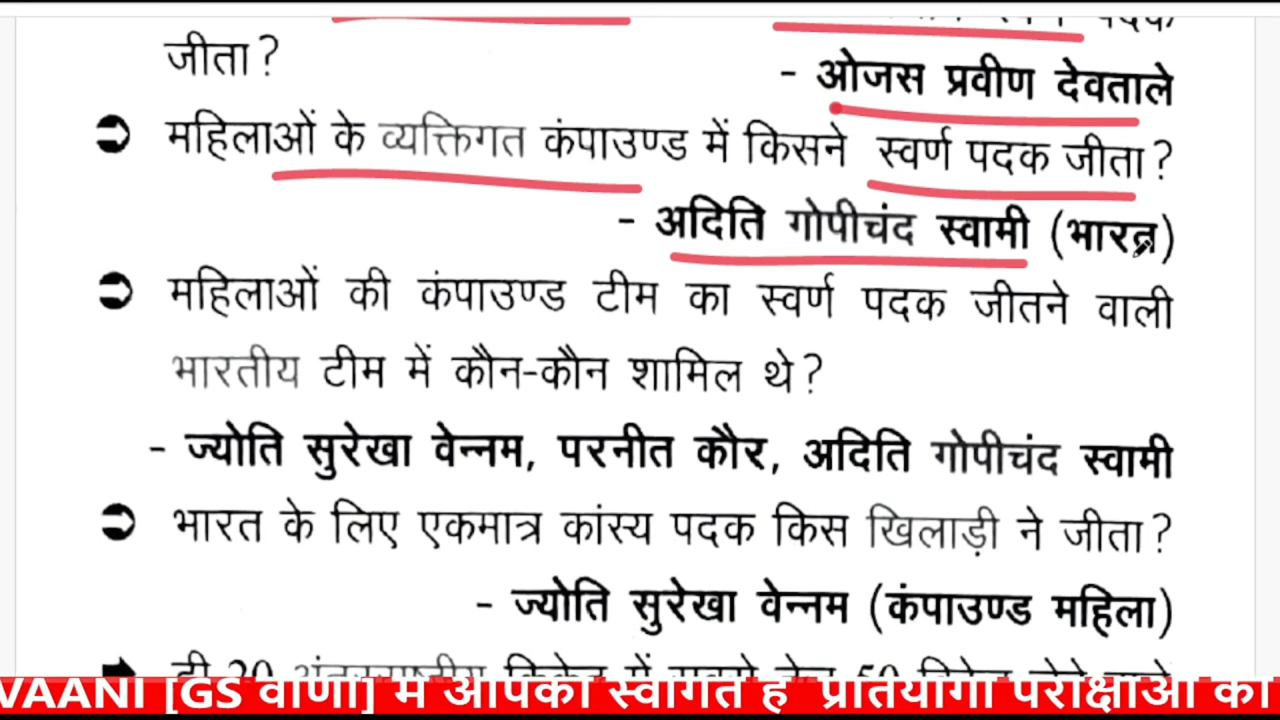 पदक
जीता?
- ओजस प्रवीण देवताले
महिलाओं के व्यक्तिगत कंपाउण्ड में किसने स्वर्ण पदक जीता?
- अदिति गोपीचंद स्वामी (भारत)
महिलाओं की कंपाउण्ड टीम का स्वर्ण पदक जीतने वाली
भारतीय टीम में कौन-कौन शामिल थे?
- ज्योति सुरेखा वेन्नम, परनीत कौर, अदिति गोपीचंद स्वामी
भारत के लिए एकमात्र कांस्य पदक किस खिलाड़ी ने जीता?
- ज्योति सुरेखा वेन्नम (कंपाउण्ड महिला)
VAANI [GS वाणी] में आपका स्वागत है प्रतियोगी परीक्षाओं की